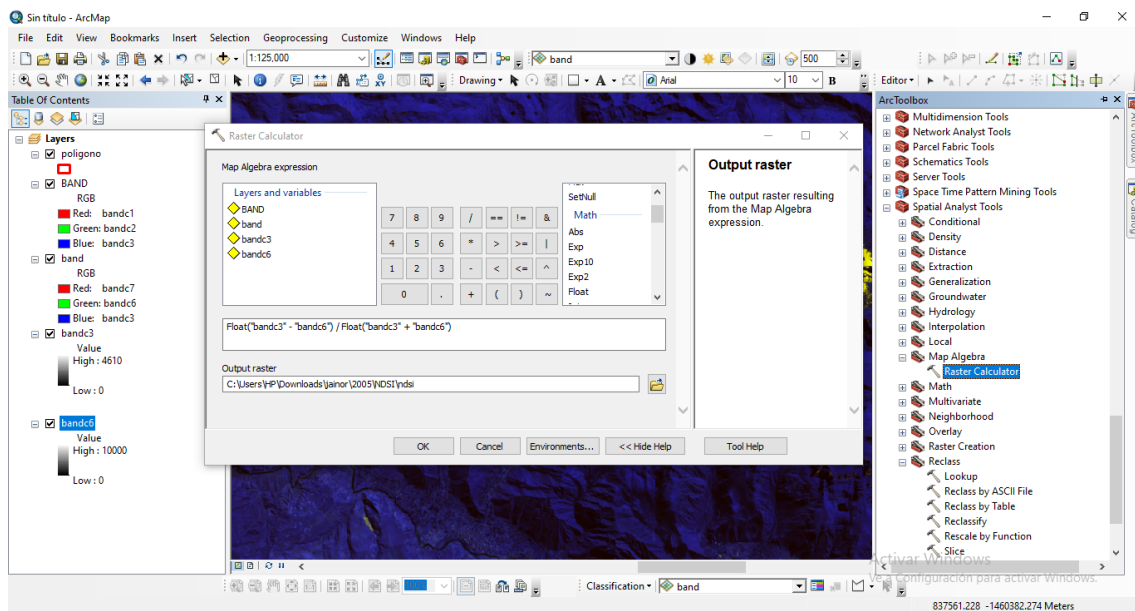 Sin título - ArcMap
File Edit View Bookmarks Insert Selection Geoprocessing Customize Windows Help
1:125,000
band
500
Drawing
A
Arial
10
B
Editor
Table Of Contents
Layers
poligono
BAND
RGB
Red: bandc1
Green: bandc2
Blue: bandc3
band
RGB
Red: bandc7
Green: bandc6
Blue: bandc3
bandc3
Value
High : 4610
Low : 0
bandc6
Value
High : 10000
Low : 0
Raster Calculator
Map Algebra expression
Layers and variables
BAND
band
bandc3
bandc6
7 8 9 / == != &
4 5 6 * > >= |
1 2 3 - < <= ^
0 . + ( ) ~
SetNull
Math
Abs
Exp
Exp10
Exp2
Float
Float("bandc3" - "bandc6") / Float("bandc3" + "bandc6")
Output raster
C:\Users\HP\Downloads\jainor\2005\NDSI\ndsi
OK
Cancel
Environments...
<< Hide Help
Tool Help
Output raster
The output raster resulting
from the Map Algebra
expression.
ArcToolbox
Multidimension Tools
Network Analyst Tools
Parcel Fabric Tools
Schematics Tools
Server Tools
Space Time Pattern Mining Tools
Spatial Analyst Tools
Conditional
Density
Distance
Extraction
Generalization
Groundwater
Hydrology
Interpolation
Local
Map Algebra
Raster Calculator
Math
Multivariate
Neighborhood
Overlay
Raster Creation
Reclass
Lookup
Reclass by ASCII File
Reclass by Table
Reclassify
Rescale by Function
Slice
Activar Windows
Ve a Configuración para activar Windows.
Classification
band
837561.228 -1460382.274 Meters